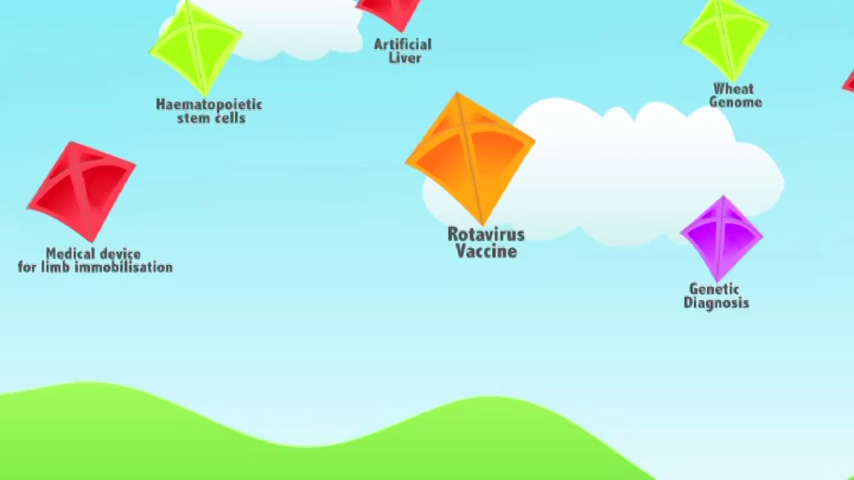 Artificial
Liver
Wheat
Genome
Haematopoietic
stem cells
Rotavirus
Vaccine
Medical device
for limb immobilisation
Genetic
Diagnosis